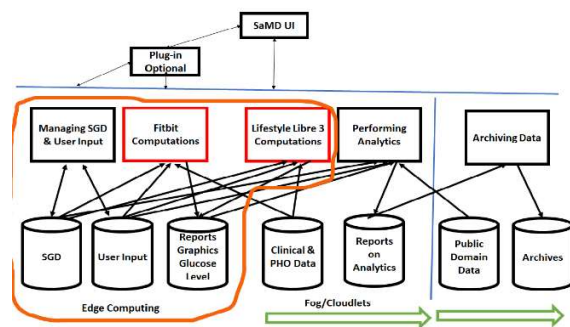 SaMD UI
Plug-in
Optional
Managing SGD
& User Input
Fitbit
Computations
Lifestyle Libre 3
Computations
Performing
Analytics
Archiving Data
SGD
User Input
Reports
Graphics
Glucose
Level
Clinical &
PHO Data
Reports
on
Analytics
Public
Domain
Data
Archives
Edge Computing
Fog/Cloudlets